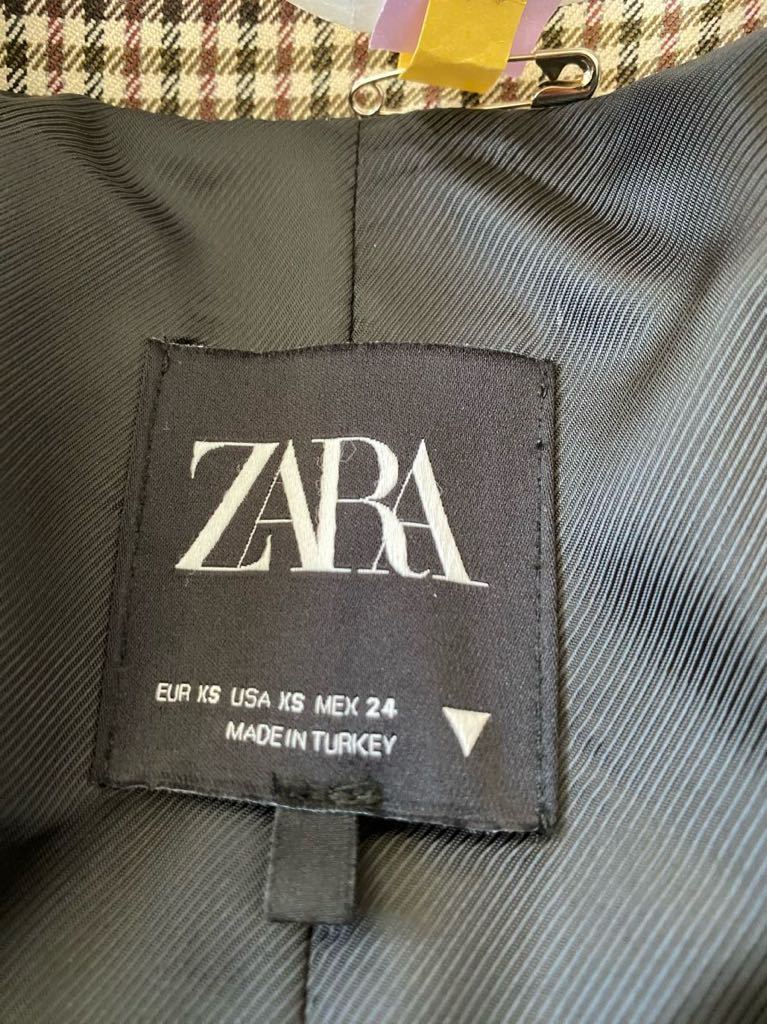 ZARA
EUR XS USA XS MEX 24
MADE IN TURKEY